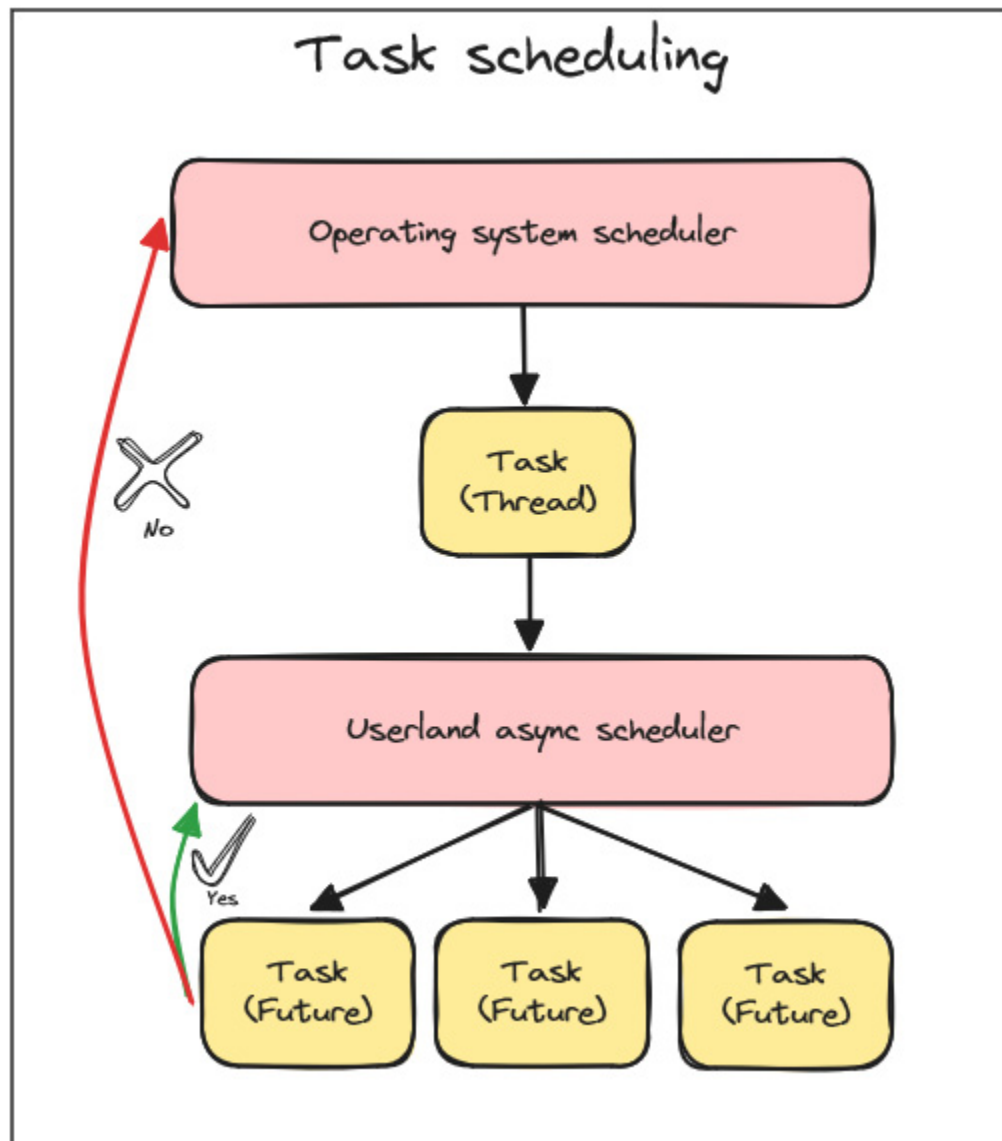 Task scheduling
Operating system scheduler
Task
(Thread)
No
Userland async scheduler
Yes
Task
(Future)
Task
(Future)
Task
(Future)